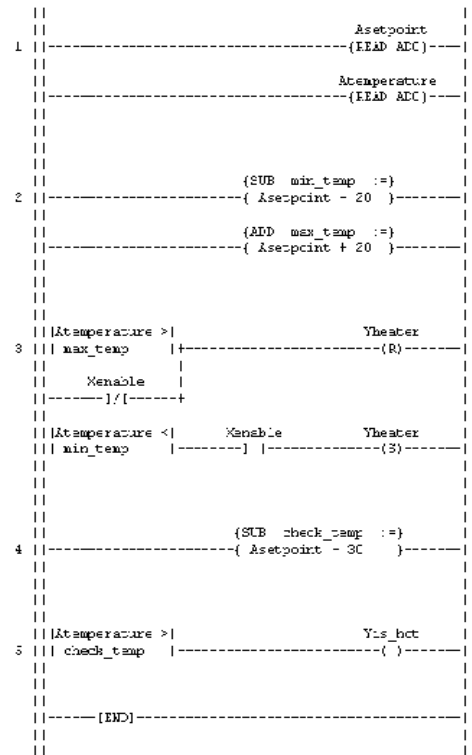 Asetpoint
1 ||-------------------------------------{READ ADC}----|
Atemperature
||-------------------------------------{READ ADC}----|
{SUB min_temp :=}
2 ||------------------------{ Asetpoint - 20 }-------|
{ADD max_temp :=}
||------------------------{ Asetpoint + 20 }-------|
|||Atemperature >| Yheater
3 ||| max_temp |+------------------------(R)------|
Xenable |
||-------]/[------+
|||Atemperature <| Xenable Yheater
||| min_temp |--------] [--------------(S)------|
{SUB check_temp :=}
4 ||-----------------------{ Asetpoint - 30 }-------|
|||Atemperature >| Yis_hot
5 ||| check_temp |-------------------------( )------|
||------[END]---------------------------------------|